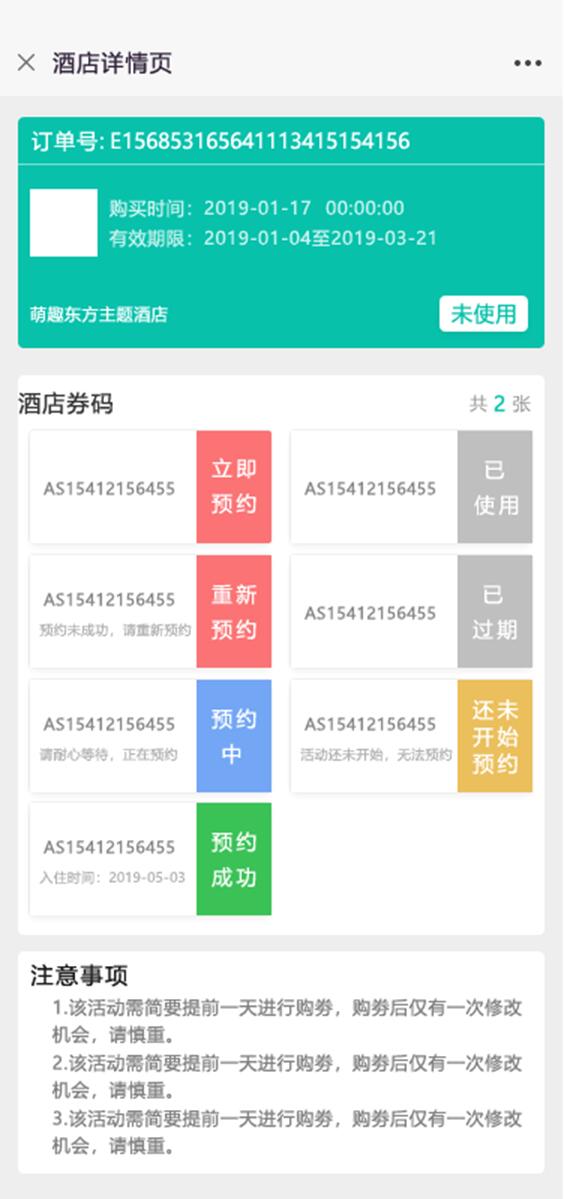 酒店详情页
订单号: E156853165641113415154156
购买时间：2019-01-17 00:00:00
有效期限：2019-01-04至2019-03-21
萌趣东方主题酒店
未使用
酒店券码
共 2 张
AS15412156455
立即
预约
AS15412156455
已
使用
AS15412156455
预约未成功，请重新预约
重新
预约
AS15412156455
已
过期
AS15412156455
请耐心等待，正在预约
预约
中
AS15412156455
活动还未开始，无法预约
还未
开始
预约
AS15412156455
入住时间：2019-05-03
预约
成功
注意事项
1.该活动需简要提前一天进行购券，购券后仅有一次修改
机会，请慎重。
2.该活动需简要提前一天进行购券，购券后仅有一次修改
机会，请慎重。
3.该活动需简要提前一天进行购券，购券后仅有一次修改
机会，请慎重。